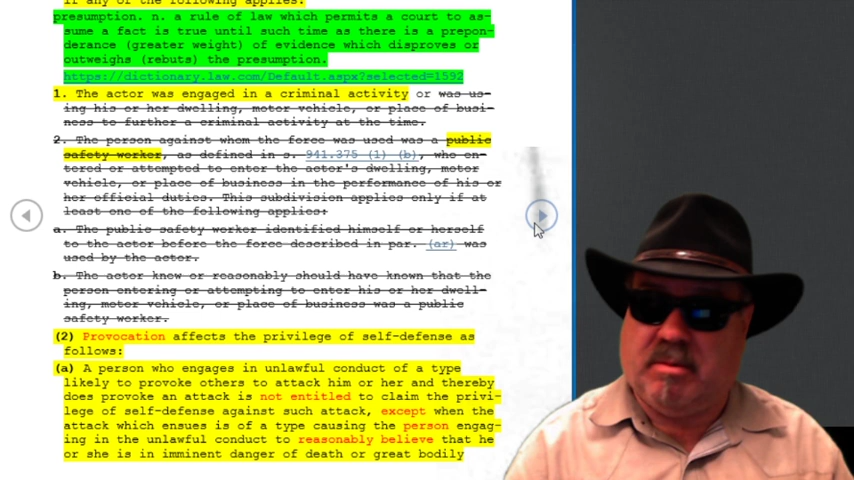 if any of the following applies:
presumption. n. a rule of law which permits a court to as-
sume a fact is true until such time as there is a prepon-
derance (greater weight) of evidence which disproves or
outweighs (rebuts) the presumption.
https://dictionary.law.com/Default.aspx?selected=1592
1. The actor was engaged in a criminal activity or was us-
ing his or her dwelling, motor vehicle, or place of busi-
ness to further a criminal activity at the time.
2. The person against whom the force was used was a public
safety worker, as defined in s. 941.375 (1) (b), who en-
tered or attempted to enter the actor's dwelling, motor
vehicle, or place of business in the performance of his or
her official duties. This subdivision applies only if at
least one of the following applies:
a. The public safety worker identified himself or herself
to the actor before the force described in par. (ar) was
used by the actor.
b. The actor knew or reasonably should have known that the
person entering or attempting to enter his or her dwell-
ing, motor vehicle, or place of business was a public
safety worker.
(2) Provocation affects the privilege of self-defense as
follows:
(a) A person who engages in unlawful conduct of a type
likely to provoke others to attack him or her and thereby
does provoke an attack is not entitled to claim the privi-
lege of self-defense against such attack, except when the
attack which ensues is of a type causing the person engag-
ing in the unlawful conduct to reasonably believe that he
or she is in imminent danger of death or great bodily